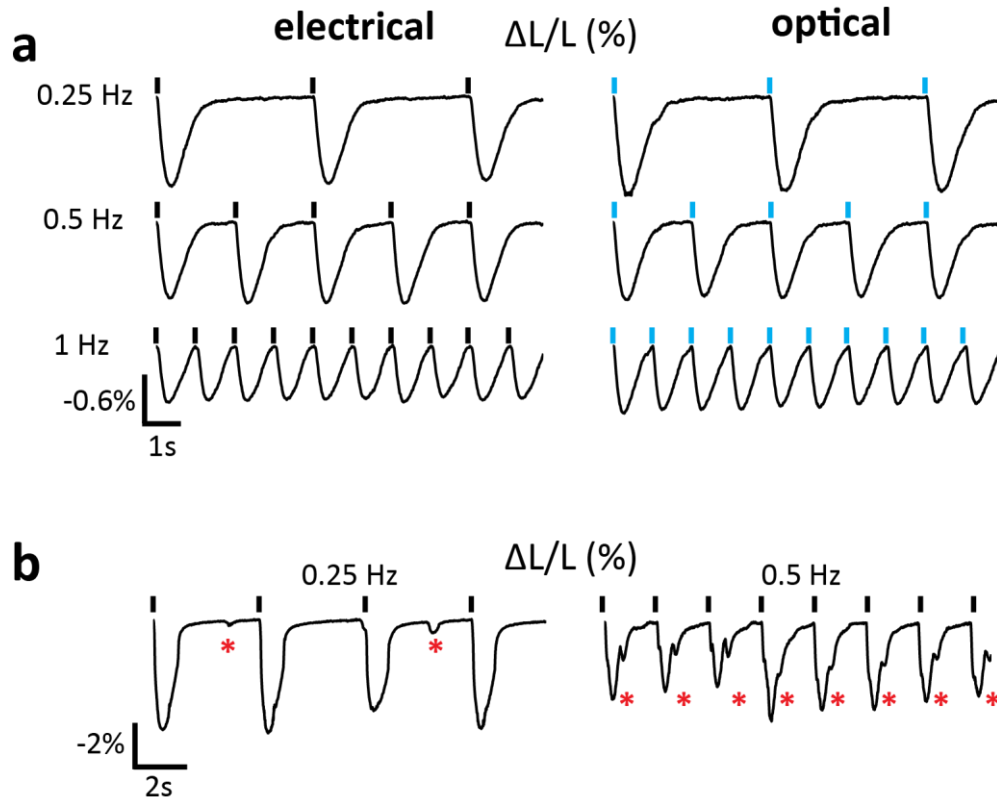 a
electrical ΔL/L (%) optical
0.25 Hz
0.5 Hz
1 Hz
-0.6%
1s
b
ΔL/L (%)
0.25 Hz 0.5 Hz
* *
* * * * * * * *
-2%
2s